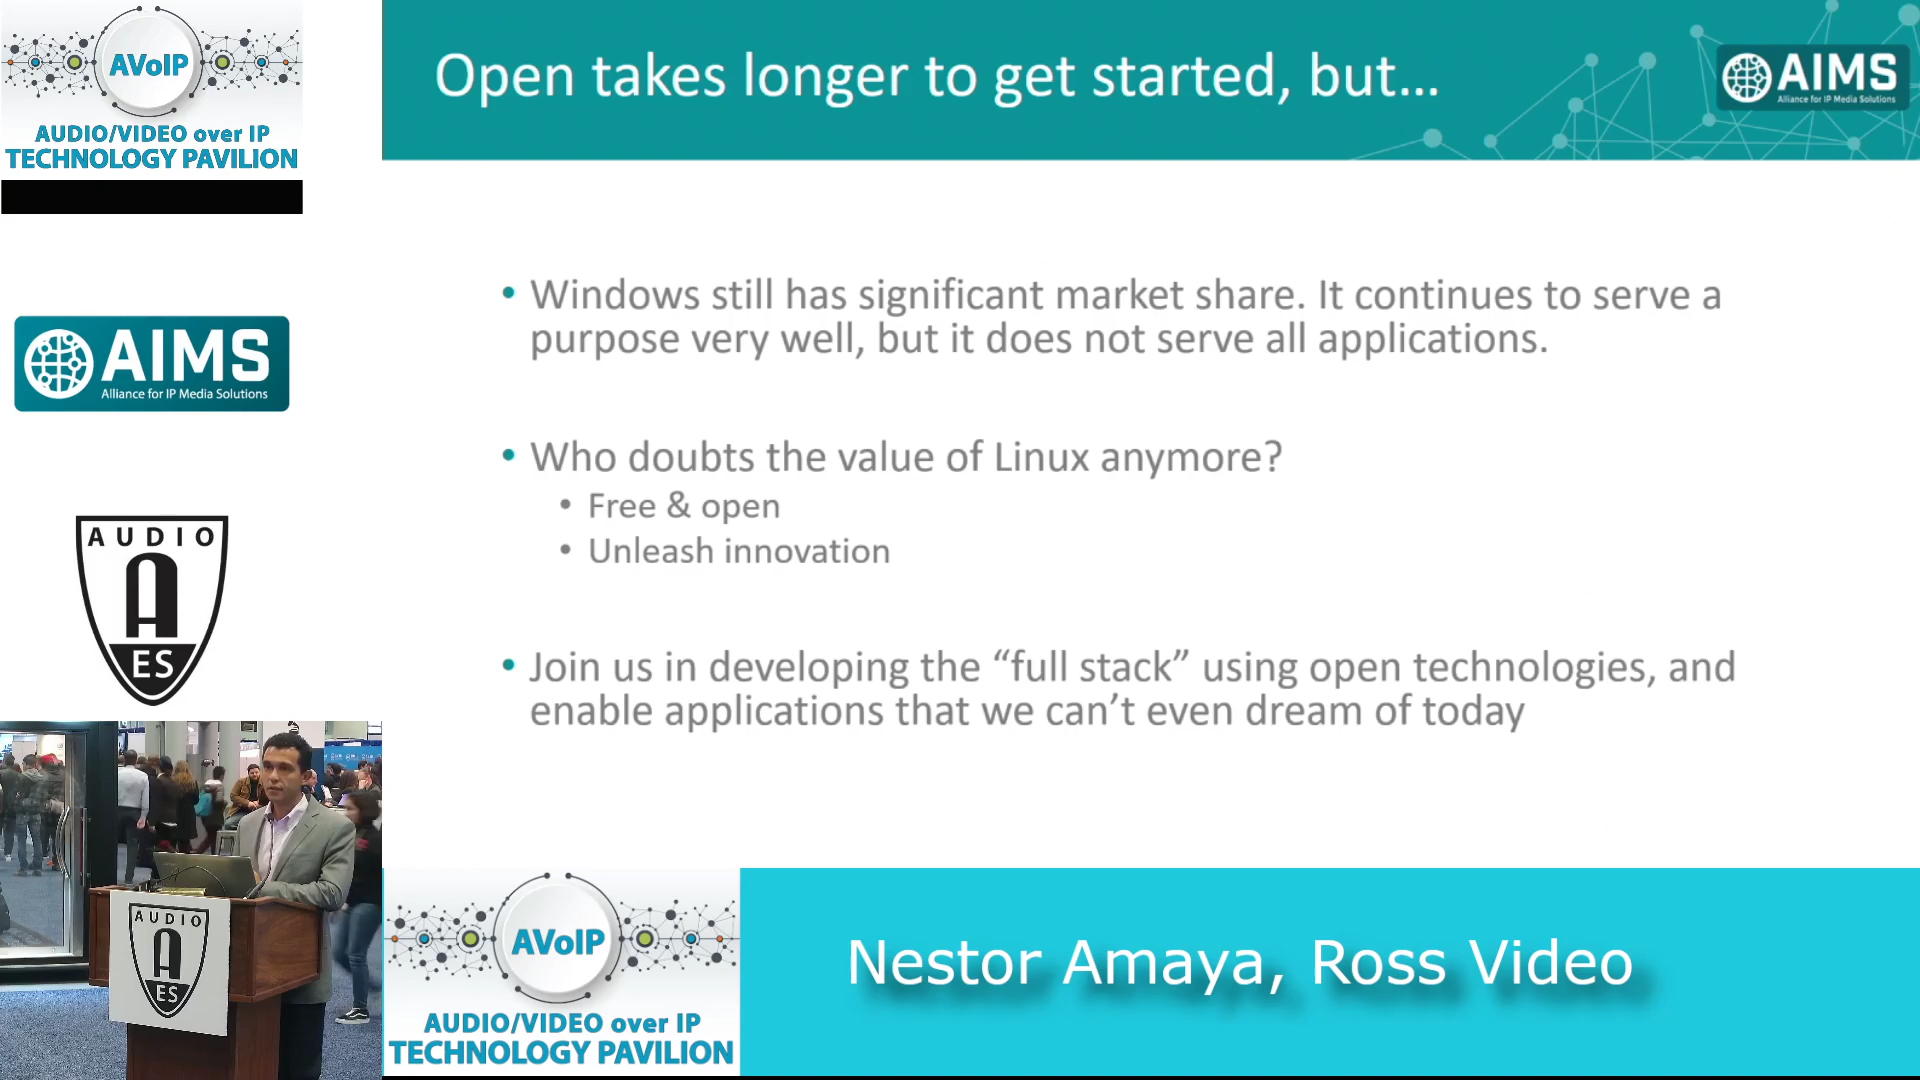 AVoIP
AUDIO/VIDEO over IP
TECHNOLOGY PAVILION
AIMS
Alliance for IP Media Solutions
AUDIO
A
ES
Open takes longer to get started, but...
AIMS
Alliance for IP Media Solutions
• Windows still has significant market share. It continues to serve a
purpose very well, but it does not serve all applications.
• Who doubts the value of Linux anymore?
• Free & open
• Unleash innovation
• Join us in developing the “full stack” using open technologies, and
enable applications that we can’t even dream of today
AUDIO
A
ES
AVoIP
AUDIO/VIDEO over IP
TECHNOLOGY PAVILION
Nestor Amaya, Ross Video